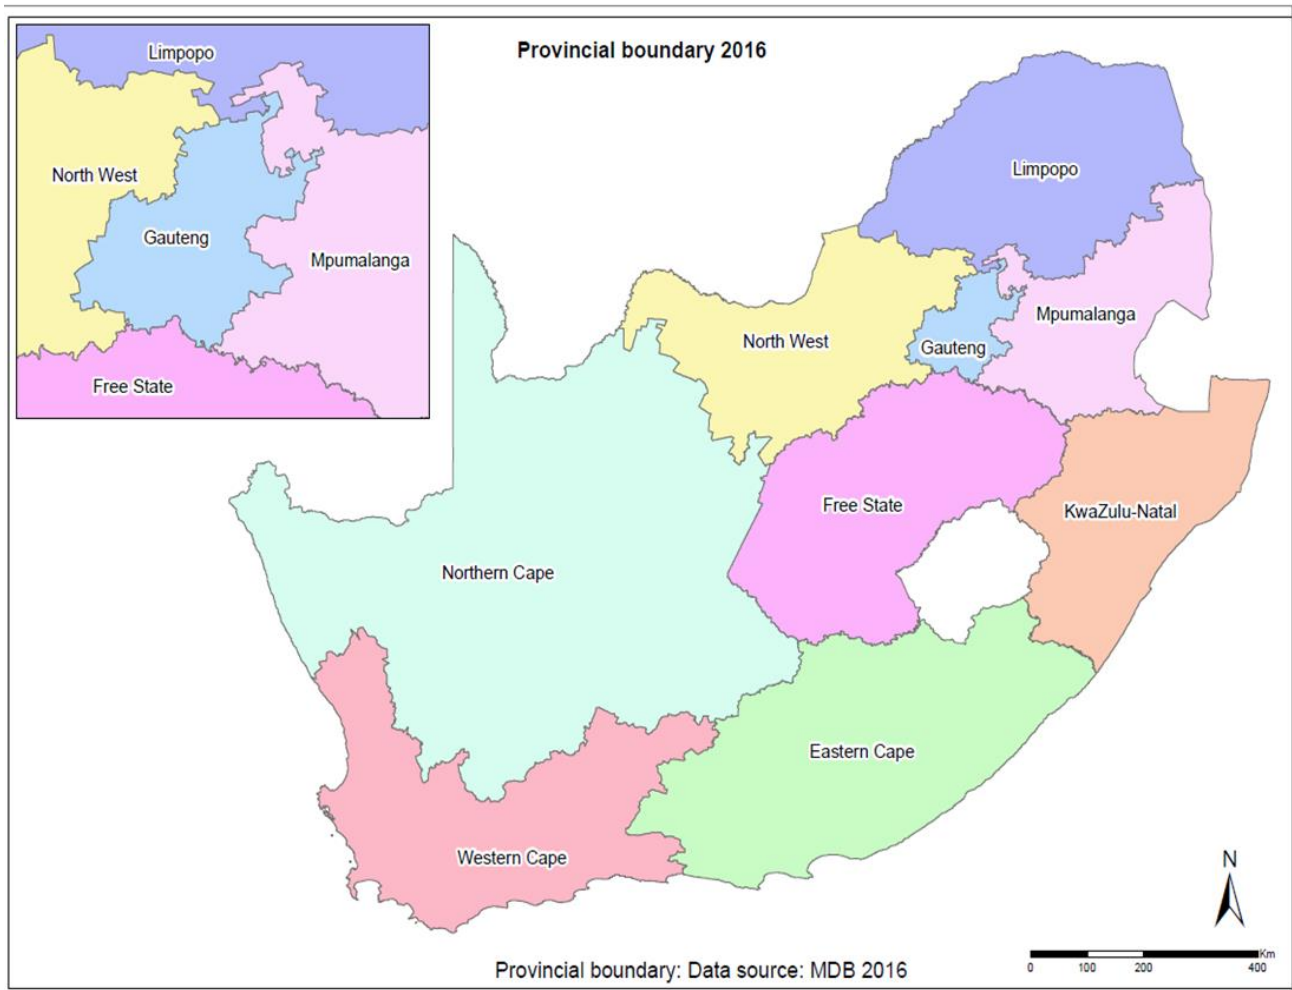 Provincial boundary 2016
Limpopo
North West
Gauteng
Mpumalanga
Free State
Limpopo
Mpumalanga
North West
Gauteng
Free State
KwaZulu-Natal
Northern Cape
Eastern Cape
Western Cape
N
Km
0 100 200 400
Provincial boundary: Data source: MDB 2016